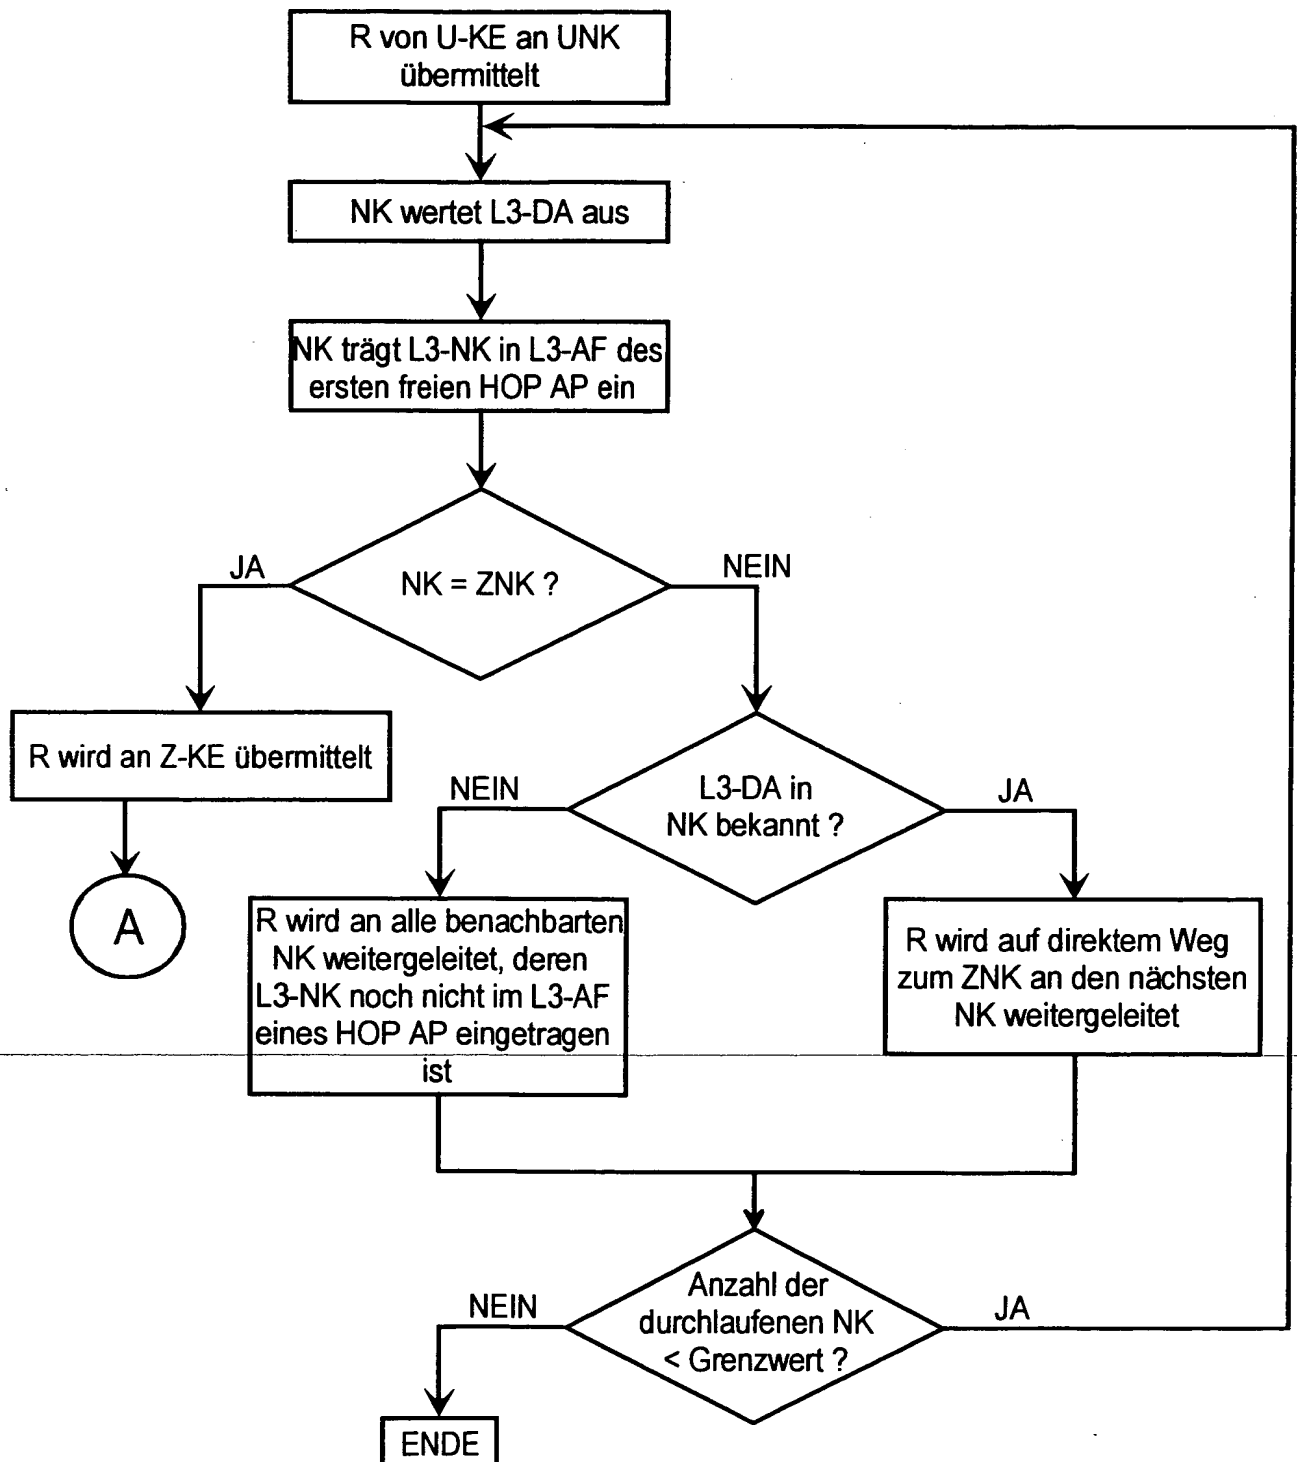 R von U-KE an UNK
übermittelt
NK wertet L3-DA aus
NK trägt L3-NK in L3-AF des
ersten freien HOP AP ein
NK = ZNK ?
JA
NEIN
R wird an Z-KE übermittelt
A
L3-DA in
NK bekannt ?
NEIN
JA
R wird an alle benachbarten
NK weitergeleitet, deren
L3-NK noch nicht im L3-AF
eines HOP AP eingetragen
ist
R wird auf direktem Weg
zum ZNK an den nächsten
NK weitergeleitet
Anzahl der
durchlaufenen NK
< Grenzwert ?
NEIN
JA
ENDE